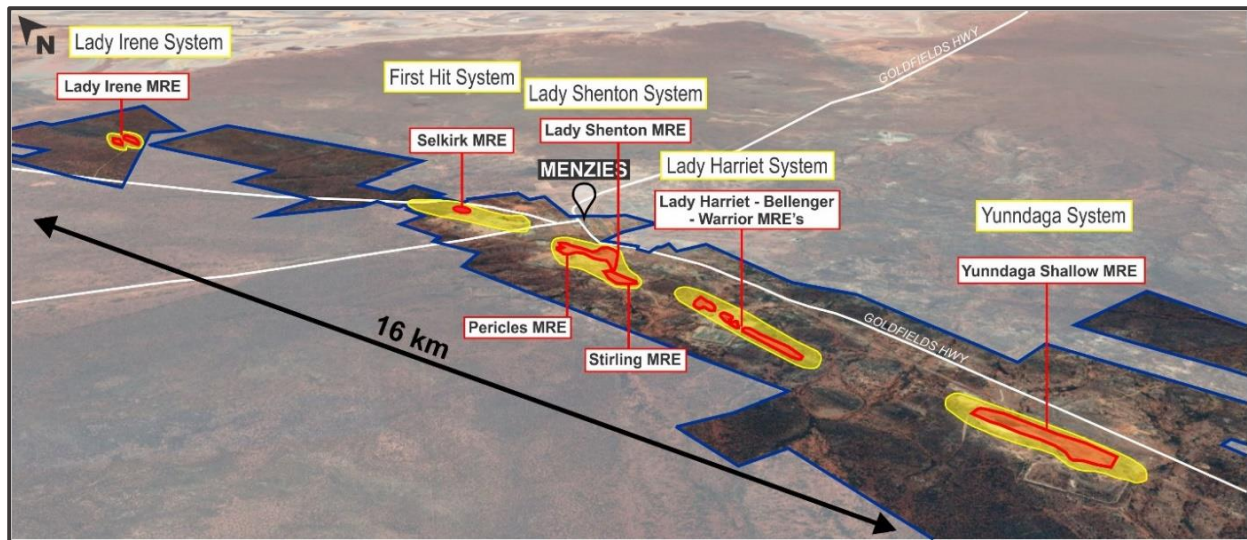 N
Lady Irene System
Lady Irene MRE
First Hit System
Selkirk MRE
Lady Shenton System
Lady Shenton MRE
MENZIES
GOLDFIELDS HWY
Lady Harriet System
Lady Harriet - Bellenger
- Warrior MRE's
Yunndaga System
Yunndaga Shallow MRE
Pericles MRE
Stirling MRE
GOLDFIELDS HWY
16 km